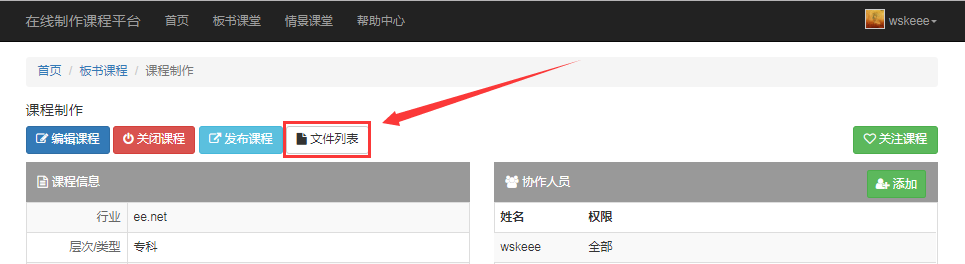 在线制作课程平台 首页 板书课堂 情景课堂 帮助中心 wskeee
首页 / 板书课程 / 课程制作
课程制作
编辑课程 关闭课程 发布课程 文件列表 关注课程
课程信息 协作人员 添加
行业 ee.net 姓名 权限
层次/类型 专科 wskeee 全部